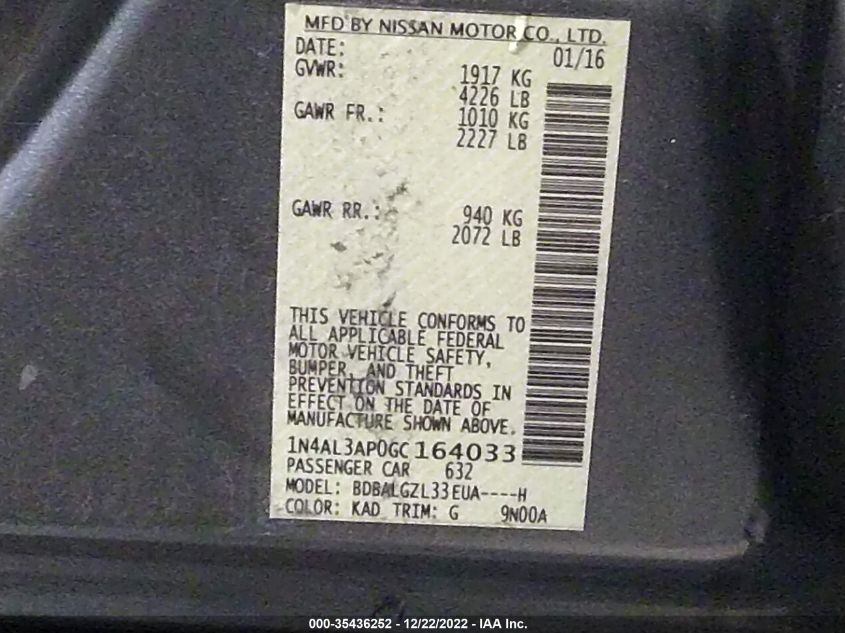 MFD BY NISSAN MOTOR CO., LTD.
DATE: 01/16
GVWR: 1917 KG
4226 LB
GAWR FR.: 1010 KG
2227 LB
GAWR RR.: 940 KG
2072 LB
THIS VEHICLE CONFORMS TO
ALL APPLICABLE FEDERAL
MOTOR VEHICLE SAFETY,
BUMPER, AND THEFT
PREVENTION STANDARDS IN
EFFECT ON THE DATE OF
MANUFACTURE SHOWN ABOVE.
1N4AL3AP0GC164033
PASSENGER CAR 632
MODEL: BDBALGZL33EUA----H
COLOR: KAD TRIM: G 9N00A
000-35436252 - 12/22/2022 - IAA Inc.